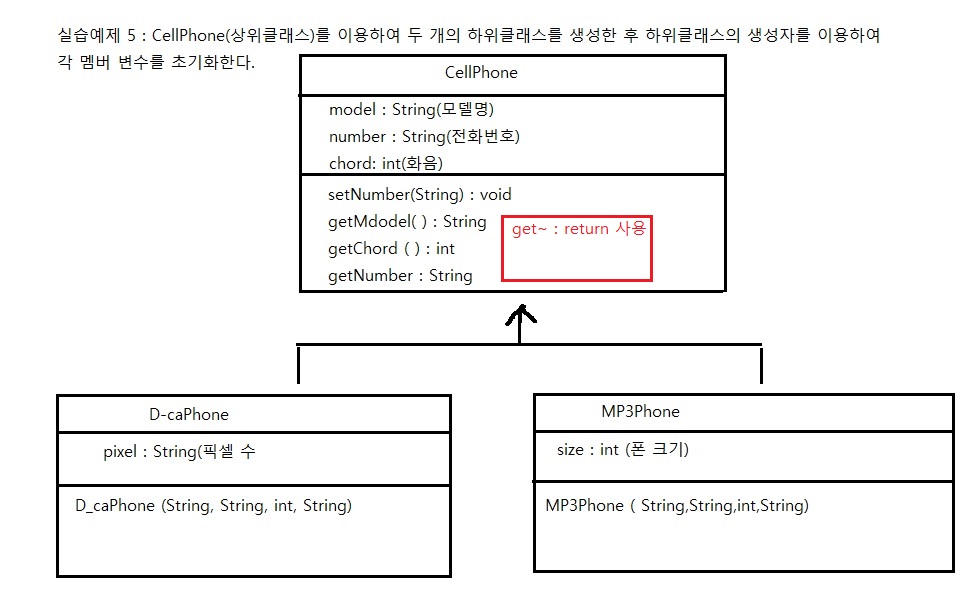 실습예제 5 : CellPhone(상위클래스)를 이용하여 두 개의 하위클래스를 생성한 후 하위클래스의 생성자를 이용하여
각 멤버 변수를 초기화한다.
CellPhone
model : String(모델명)
number : String(전화번호)
chord: int(화음)
setNumber(String) : void
getMdodel( ) : String
get~ : return 사용
getChord ( ) : int
getNumber : String
D-caPhone
pixel : String(픽셀 수
D_caPhone (String, String, int, String)
MP3Phone
size : int (폰 크기)
MP3Phone ( String,String,int,String)